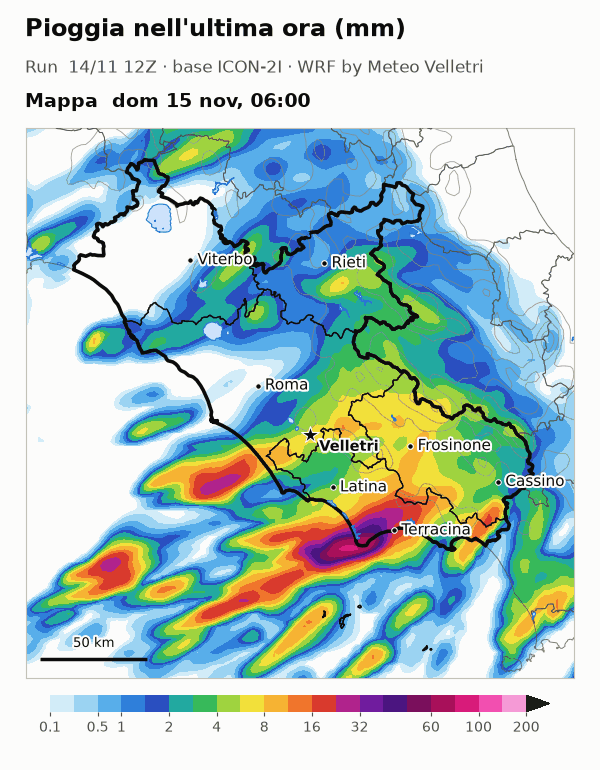 Pioggia nell'ultima ora (mm)
Run  14/11 12Z · base ICON-2I · WRF by Meteo Velletri
Mappa  dom 15 nov, 06:00
Viterbo
Rieti
Roma
Velletri
Frosinone
Latina
Cassino
Terracina
50 km
0.1 0.5 1 2 4 8 16 32 60 100 200